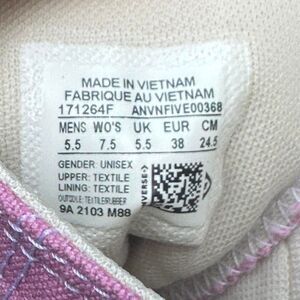 MADE IN VIETNAM
FABRIQUE AU VIETNAM
171264F ANVNFIVE00368
MENS WO'S UK EUR CM
5.5 7.5 5.5 38 24.5
GENDER: UNISEX
UPPER: TEXTILE
LINING: TEXTILE
OUTSOLE: TEXTILE/RUBBER
9A 2103 M88
VERSE